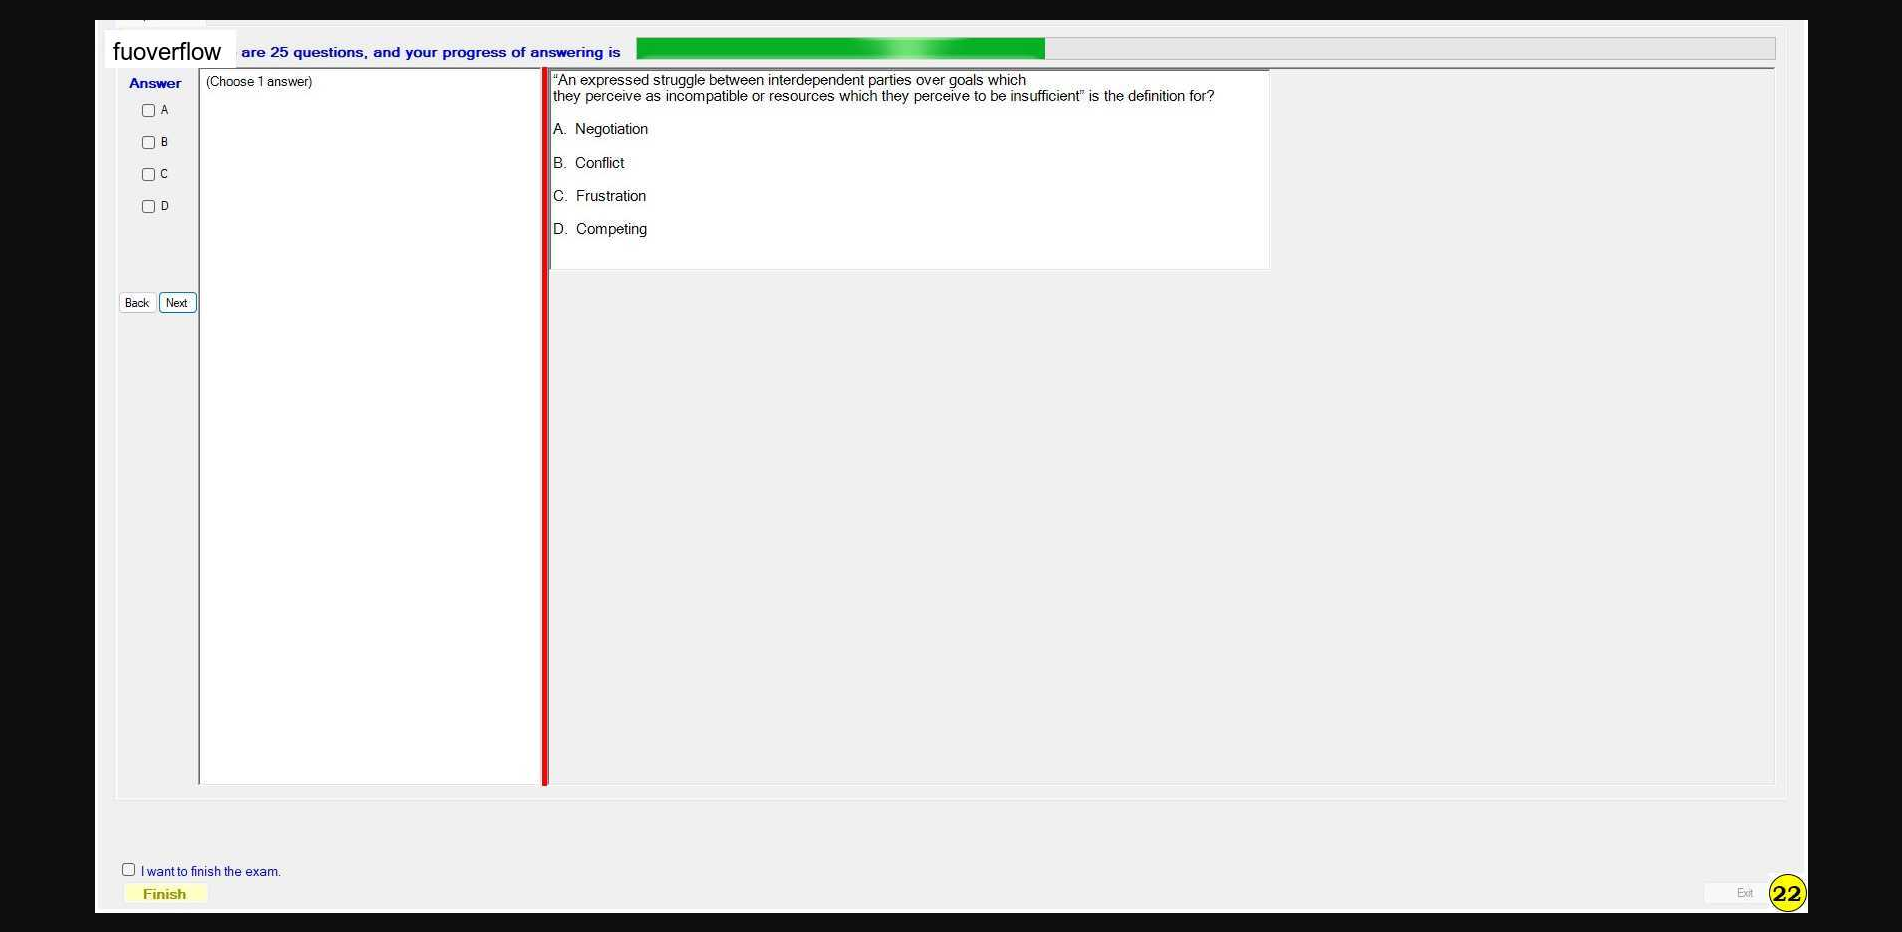 fuoverflow are 25 questions, and your progress of answering is
Answer
(Choose 1 answer)
A
B
C
D
Back Next
“An expressed struggle between interdependent parties over goals which
they perceive as incompatible or resources which they perceive to be insufficient” is the definition for?
A. Negotiation
B. Conflict
C. Frustration
D. Competing
I want to finish the exam.
Finish
Exit
22